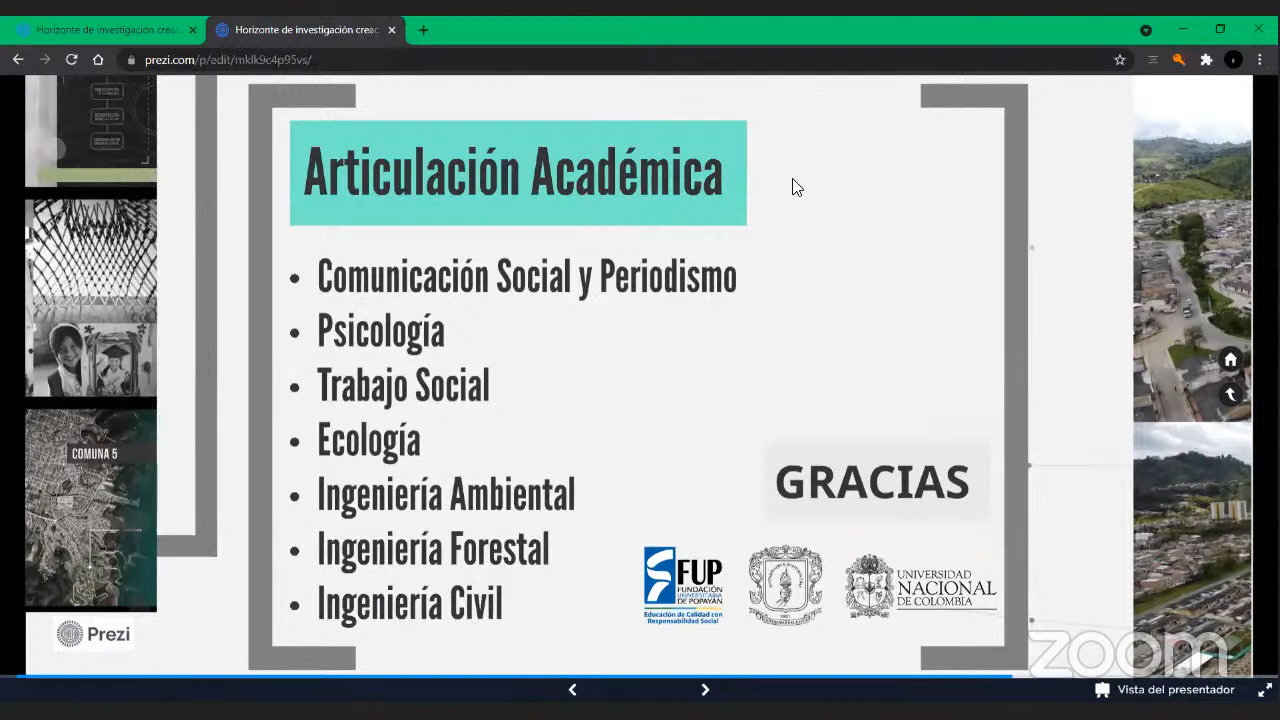 Horizonte de investigación creac
Horizonte de investigación creac
prezi.com/p/edit/mklk9c4p95vs/
Articulación Académica
• Comunicación Social y Periodismo
• Psicología
• Trabajo Social
• Ecología
• Ingeniería Ambiental
• Ingeniería Forestal
• Ingeniería Civil
COMUNA 5
GRACIAS
FUP
FUNDACIÓN
UNIVERSITARIA
DE POPAYÁN
Educación de Calidad con
Responsabilidad Social
UNIVERSIDAD
NACIONAL
DE COLOMBIA
Prezi
zoom
Vista del presentador